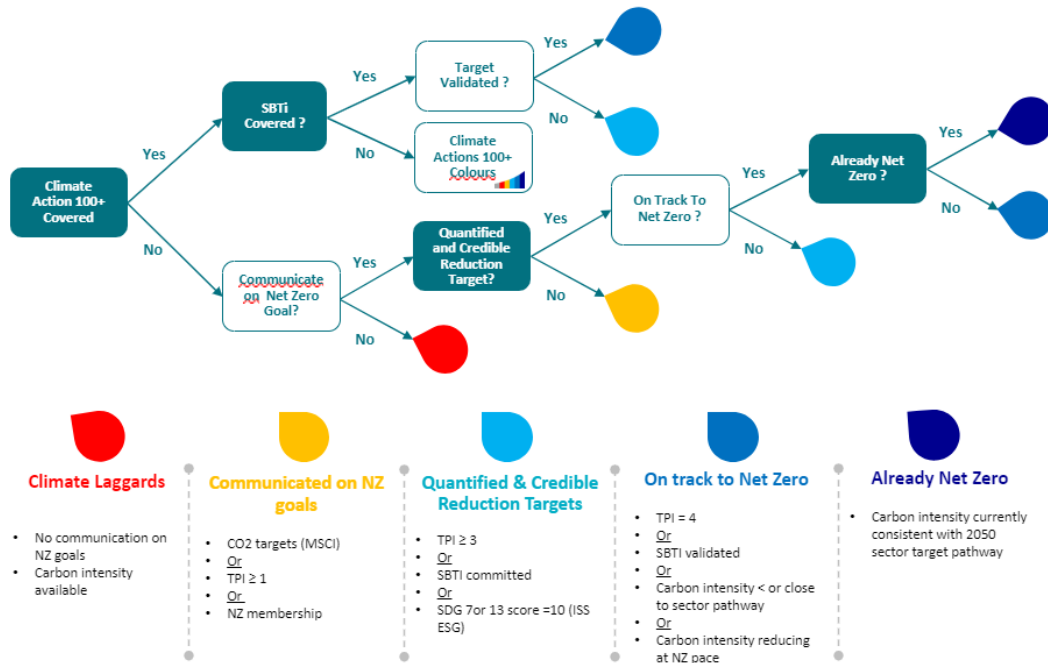 Climate
Action 100+
Covered
Yes
No
SBTi
Covered ?
Yes
No
Target
Validated ?
Yes
No
Climate
Actions 100+
Colours
Communicate
on Net Zero
Goal?
Yes
No
Quantified
and Credible
Reduction
Target?
Yes
No
On Track To
Net Zero ?
Yes
No
Already Net
Zero ?
Yes
No
Climate Laggards
• No communication on
NZ goals
• Carbon intensity
available
Communicated on NZ
goals
• CO2 targets (MSCI)
• Or
• TPI ≥ 1
• Or
• NZ membership
Quantified & Credible
Reduction Targets
• TPI ≥ 3
• Or
• SBTI committed
• Or
• SDG 7or 13 score =10 (ISS
ESG)
On track to Net Zero
• TPI = 4
• Or
• SBTI validated
• Or
• Carbon intensity < or close
to sector pathway
• Or
• Carbon intensity reducing
at NZ pace
Already Net Zero
• Carbon intensity currently
consistent with 2050
sector target pathway